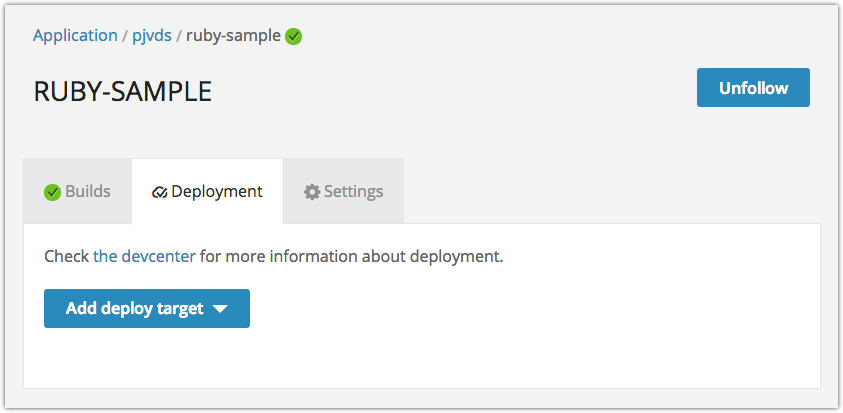 Application / pjvds / ruby-sample
RUBY-SAMPLE
Unfollow
Builds
Deployment
Settings
Check the devcenter for more information about deployment.
Add deploy target